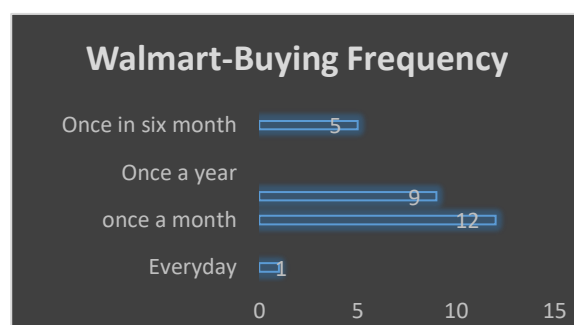 Walmart-Buying Frequency
Once in six month 5
Once a year
9
once a month 12
Everyday 1
0 5 10 15